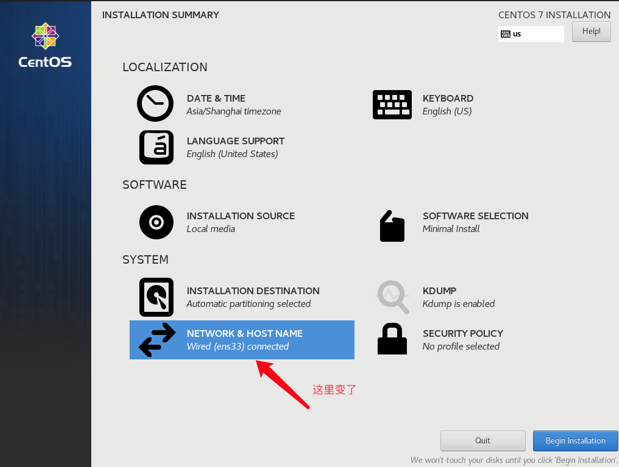 INSTALLATION SUMMARY
CENTOS 7 INSTALLATION
us
Help!
CentOS
LOCALIZATION
DATE & TIME
Asia/Shanghai timezone
KEYBOARD
English (US)
LANGUAGE SUPPORT
English (United States)
SOFTWARE
INSTALLATION SOURCE
Local media
SOFTWARE SELECTION
Minimal Install
SYSTEM
INSTALLATION DESTINATION
Automatic partitioning selected
KDUMP
Kdump is enabled
NETWORK & HOST NAME
Wired (ens33) connected
SECURITY POLICY
No profile selected
这里变了
Quit
Begin Installation
We won't touch your disks until you click 'Begin Installation'.